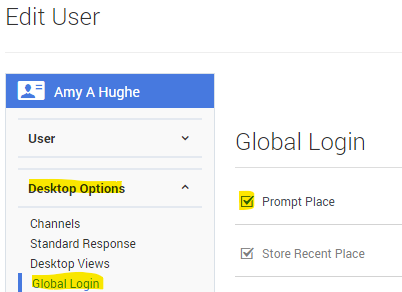 Edit User
Amy A Hughe
User
Desktop Options
Channels
Standard Response
Desktop Views
Global Login
Global Login
Prompt Place
Store Recent Place